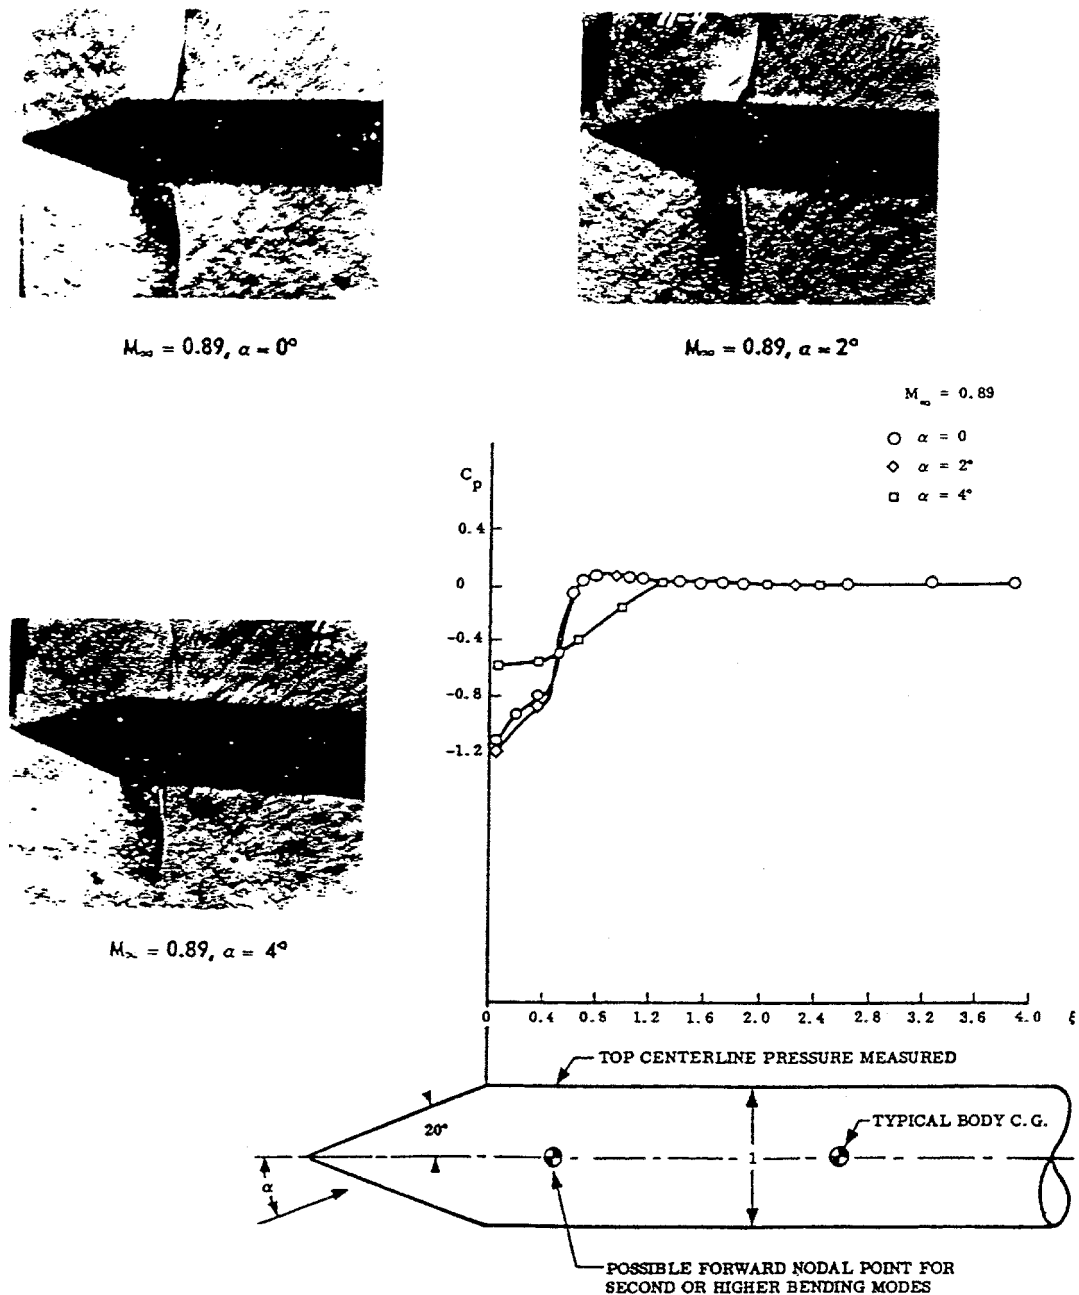 M∞ = 0.89, α = 0°
M∞ = 0.89, α = 2°
M∞ = 0.89
α = 0
α = 2°
α = 4°
Cp
0.4
0
-0.4
-0.8
-1.2
M∞ = 0.89, α = 4°
0 0.4 0.8 1.2 1.6 2.0 2.4 2.8 3.2 3.6 4.0 ξ
TOP CENTERLINE PRESSURE MEASURED
20°
TYPICAL BODY C.G.
1
α
POSSIBLE FORWARD NODAL POINT FOR
SECOND OR HIGHER BENDING MODES